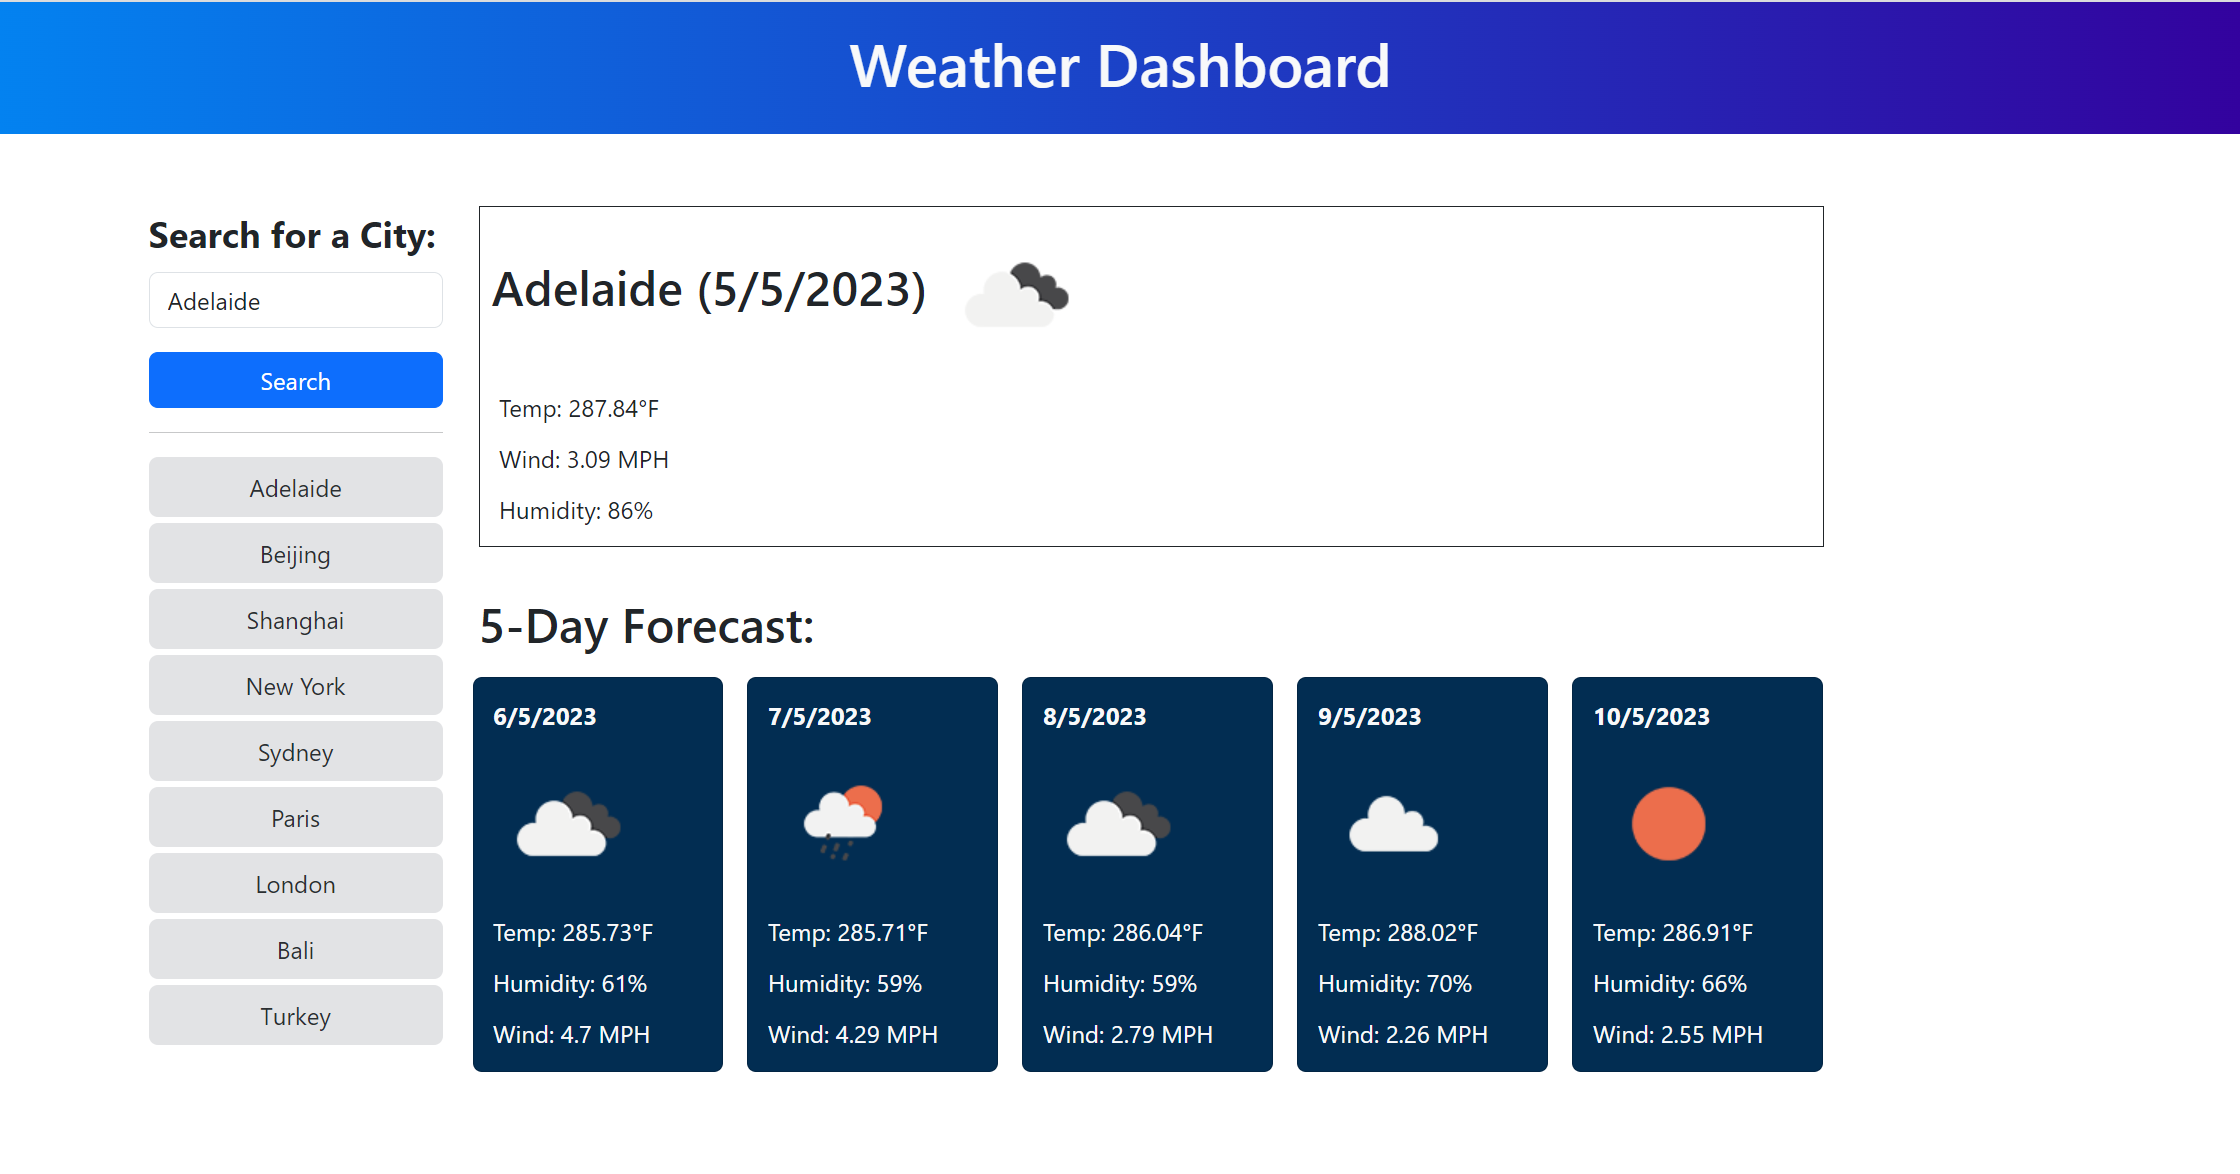 Weather Dashboard
Search for a City:
Adelaide
Search
Adelaide
Beijing
Shanghai
New York
Sydney
Paris
London
Bali
Turkey
Adelaide (5/5/2023)
Temp: 287.84°F
Wind: 3.09 MPH
Humidity: 86%
5-Day Forecast:
6/5/2023
Temp: 285.73°F
Humidity: 61%
Wind: 4.7 MPH
7/5/2023
Temp: 285.71°F
Humidity: 59%
Wind: 4.29 MPH
8/5/2023
Temp: 286.04°F
Humidity: 59%
Wind: 2.79 MPH
9/5/2023
Temp: 288.02°F
Humidity: 70%
Wind: 2.26 MPH
10/5/2023
Temp: 286.91°F
Humidity: 66%
Wind: 2.55 MPH